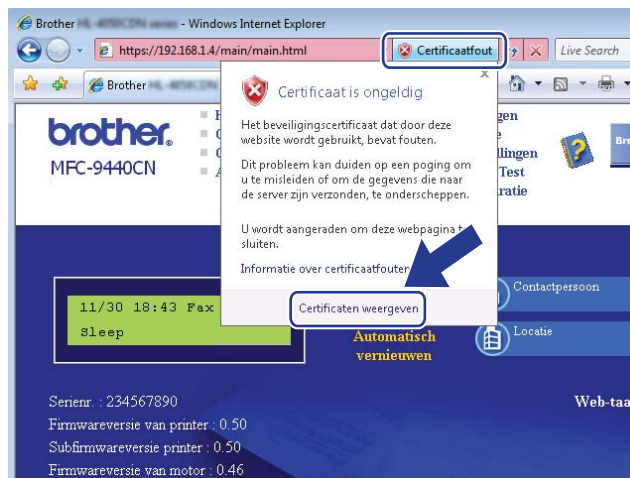 Brother - Windows Internet Explorer
https://192.168.1.4/main/main.html
Certificaatfout
Live Search
Brother
Certificaat is ongeldig
Het beveiligingscertificaat dat door deze
website wordt gebruikt, bevat fouten.
Dit probleem kan duiden op een poging om
u te misleiden of om de gegevens die naar
de server zijn verzonden, te onderscheppen.
U wordt aangeraden om deze webpagina te
sluiten.
Informatie over certificaatfouten
Certificaten weergeven
brother
MFC-9440CN
gen
llingen
Test
ratie
Bro
11/30 18:43 Fax
Sleep
Automatisch
vernieuwen
Contactpersoon
Locatie
Serienr. : 234567890
Firmwareversie van printer : 0.50
Subfirmwareversie printer : 0.50
Firmwareversie van motor : 0.46
Web-taa